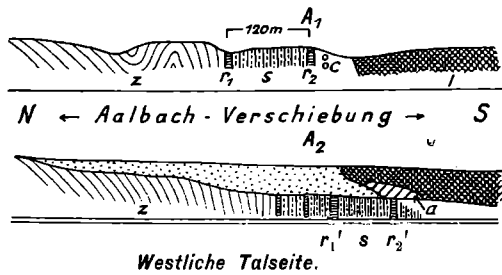 A₁
120m
z r₁ s r₂ C l
N ← Aalbach - Verschiebung → S
A₂
z a
r₁' s r₂'
Westliche Talseite.